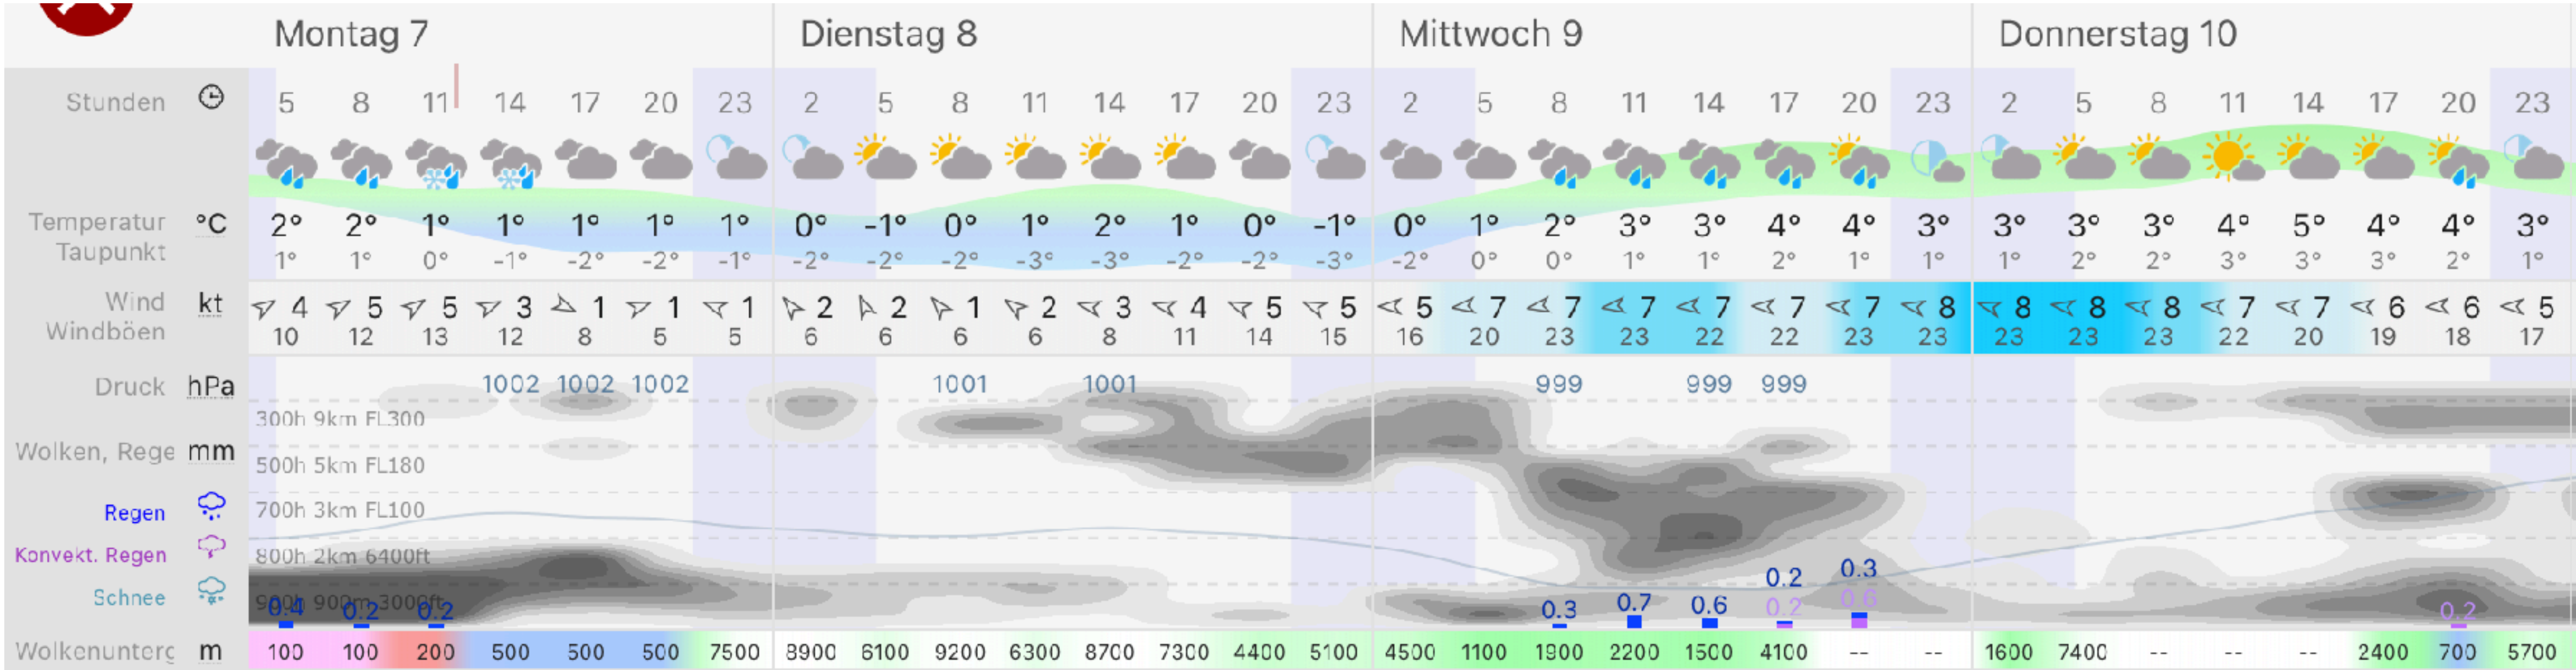 Montag 7 Dienstag 8 Mittwoch 9 Donnerstag 10
Stunden 5 8 11 14 17 20 23 2 5 8 11 14 17 20 23 2 5 8 11 14 17 20 23 2 5 8 11 14 17 20 23
Temperatur °C 2° 2° 1° 1° 1° 1° 1° 0° -1° 0° 1° 2° 1° 0° -1° 0° 1° 2° 3° 3° 4° 4° 3° 3° 3° 3° 4° 5° 4° 4° 3°
Taupunkt 1° 1° 0° -1° -2° -2° -1° -2° -2° -2° -3° -3° -2° -2° -3° -2° 0° 0° 1° 1° 2° 1° 1° 1° 2° 2° 3° 3° 3° 2° 1°
Wind kt 4 5 5 3 1 1 1 2 2 1 2 3 4 5 5 5 7 7 7 7 7 7 8 8 8 8 7 7 6 6 5
Windböen 10 12 13 12 8 5 5 6 6 6 6 8 11 14 15 16 20 23 23 22 22 23 23 23 23 23 22 20 19 18 17
Druck hPa 1002 1002 1002 1001 1001 999 999 999
300h 9km FL300
Wolken, Rege mm
500h 5km FL180
Regen
700h 3km FL100
Konvekt. Regen
800h 2km 6400ft
0.2 0.3
Schnee
900h 900m 3000ft
0.4 0.2 0.2 0.3 0.7 0.6 0.2 0.6 0.2
Wolkenunterg m 100 100 200 500 500 500 7500 8900 6100 9200 6300 8700 7300 4400 5100 4500 1100 1900 2200 1500 4100 -- -- 1600 7400 -- -- -- 2400 700 5700